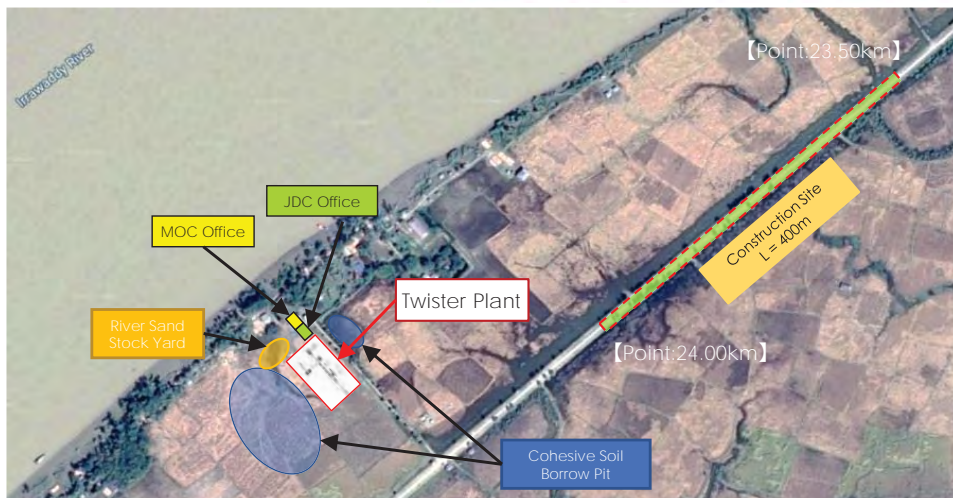 Irrawaddy River
【Point:23.50km】
JDC Office
MOC Office
Construction Site
L = 400m
Twister Plant
River Sand
Stock Yard
【Point:24.00km】
Cohesive Soil
Borrow Pit